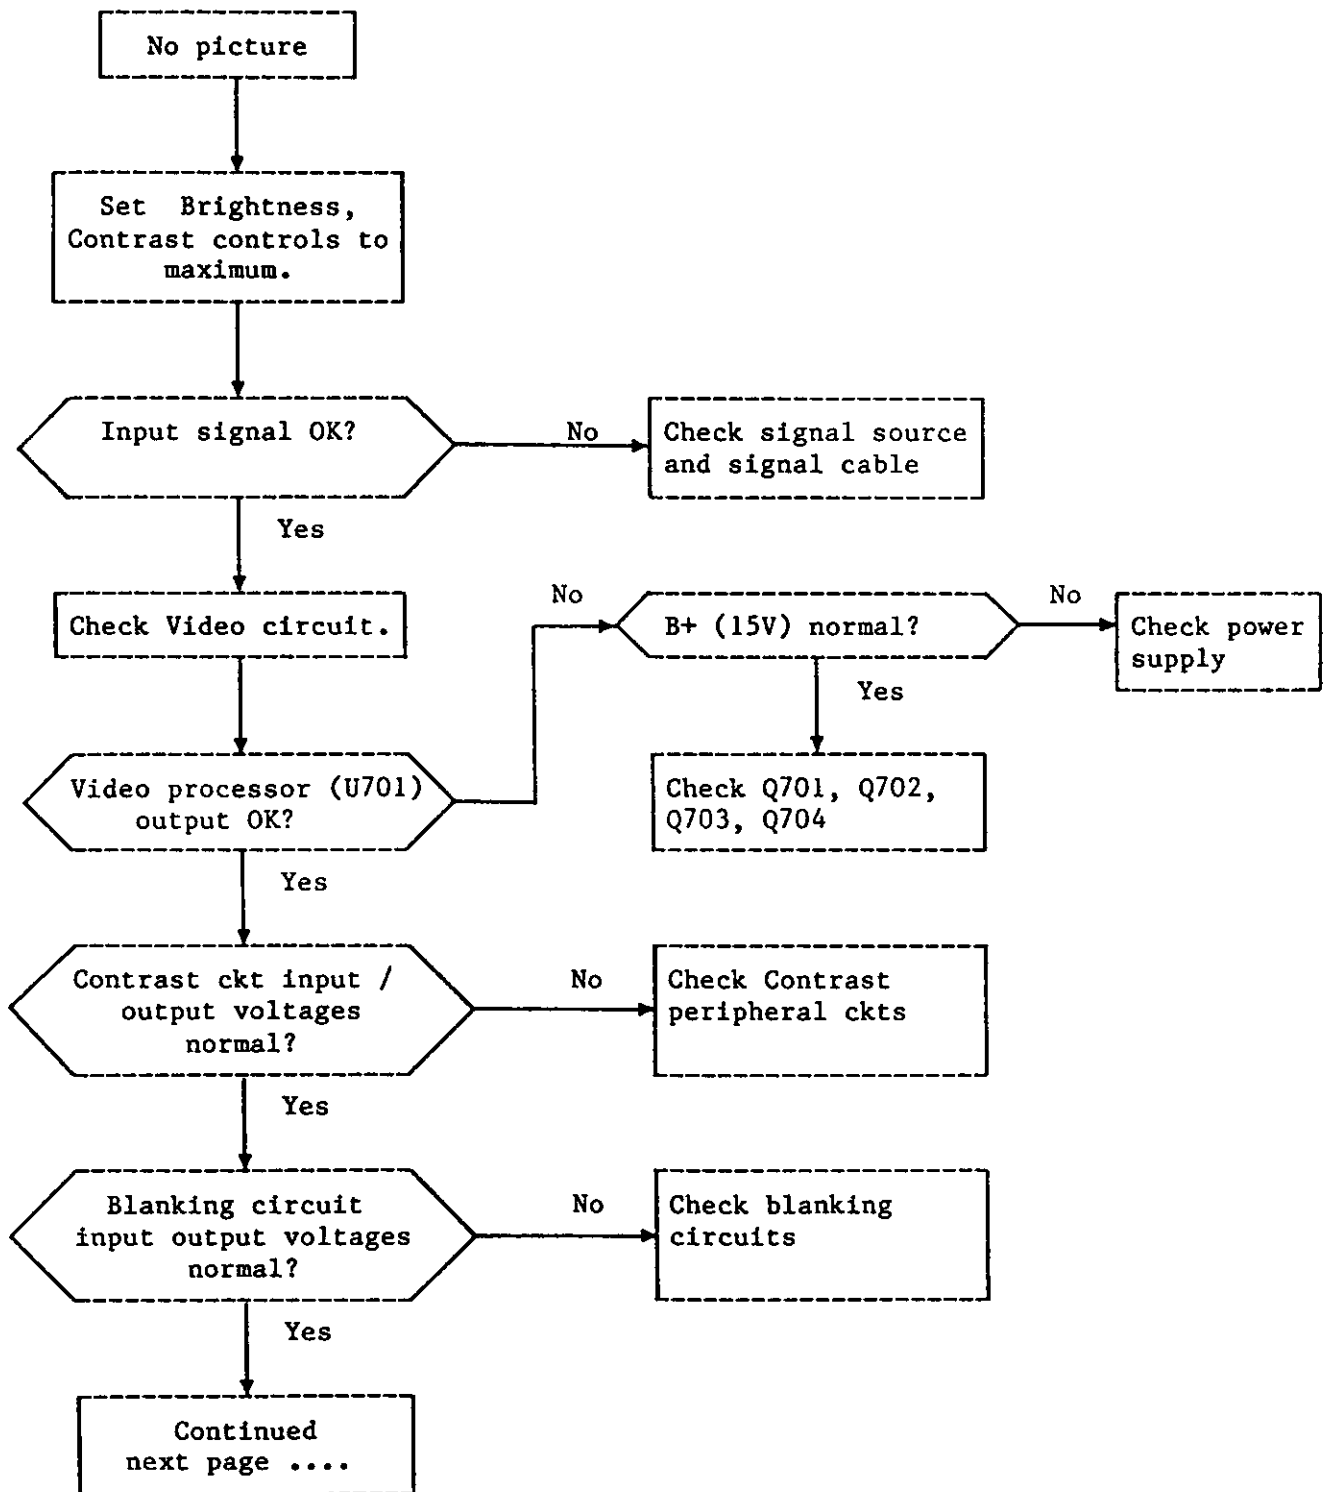 No picture
Set Brightness,
Contrast controls to
maximum.
Input signal OK?
No
Check signal source
and signal cable
Yes
Check Video circuit.
No
B+ (15V) normal?
No
Check power
supply
Yes
Video processor (U701)
output OK?
Check Q701, Q702,
Q703, Q704
Yes
Contrast ckt input /
output voltages
normal?
No
Check Contrast
peripheral ckts
Yes
Blanking circuit
input output voltages
normal?
No
Check blanking
circuits
Yes
Continued
next page ....